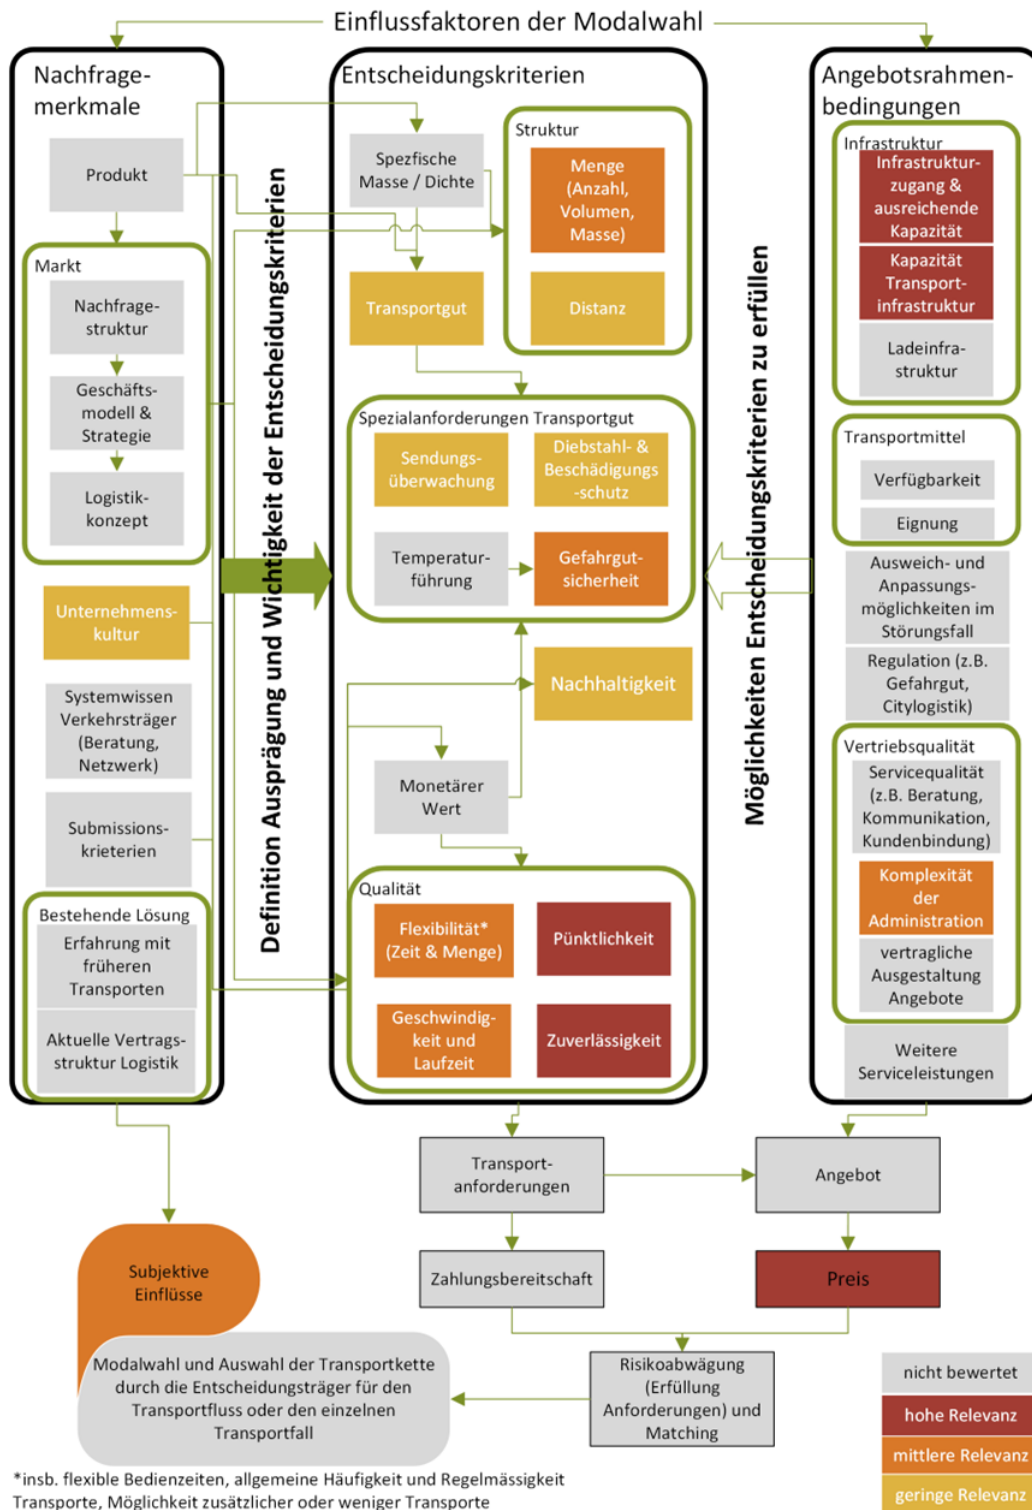 Einflussfaktoren der Modalwahl
Nachfrage-
merkmale
Produkt
Markt
Nachfrage-
struktur
Geschäfts-
modell &
Strategie
Logistik-
konzept
Unternehmens-
kultur
Systemwissen
Verkehrsträger
(Beratung,
Netzwerk)
Submissions-
krieterien
Bestehende Lösung
Erfahrung mit
früheren
Transporten
Aktuelle Vertrags-
struktur Logistik
Definition Ausprägung und Wichtigkeit der Entscheidungskriterien
Entscheidungskriterien
Spezfische
Masse / Dichte
Struktur
Menge
(Anzahl,
Volumen,
Masse)
Transportgut
Distanz
Spezialanforderungen Transportgut
Sendungs-
überwachung
Diebstahl- &
Beschädigungs
-schutz
Temperatur-
führung
Gefahrgut-
sicherheit
Nachhaltigkeit
Monetärer
Wert
Qualität
Flexibilität*
(Zeit & Menge)
Pünktlichkeit
Geschwindig-
keit und
Laufzeit
Zuverlässigkeit
Möglichkeiten Entscheidungskriterien zu erfüllen
Angebotsrahmen-
bedingungen
Infrastruktur
Infrastruktur-
zugang &
ausreichende
Kapazität
Kapazität
Transport-
infrastruktur
Ladeinfra-
struktur
Transportmittel
Verfügbarkeit
Eignung
Ausweich- und
Anpassungs-
möglichkeiten im
Störungsfall
Regulation (z.B.
Gefahrgut,
Citylogistik)
Vertriebsqualität
Servicequalität
(z.B. Beratung,
Kommunikation,
Kundenbindung)
Komplexität
der
Administration
vertragliche
Ausgestaltung
Angebote
Weitere
Serviceleistungen
Transport-
anforderungen
Angebot
Zahlungsbereitschaft
Preis
Subjektive
Einflüsse
Modalwahl und Auswahl der Transportkette
durch die Entscheidungsträger für den
Transportfluss oder den einzelnen
Transportfall
Risikoabwägung
(Erfüllung
Anforderungen) und
Matching
nicht bewertet
hohe Relevanz
mittlere Relevanz
geringe Relevanz
*insb. flexible Bedienzeiten, allgemeine Häufigkeit und Regelmässigkeit
Transporte, Möglichkeit zusätzlicher oder weniger Transporte